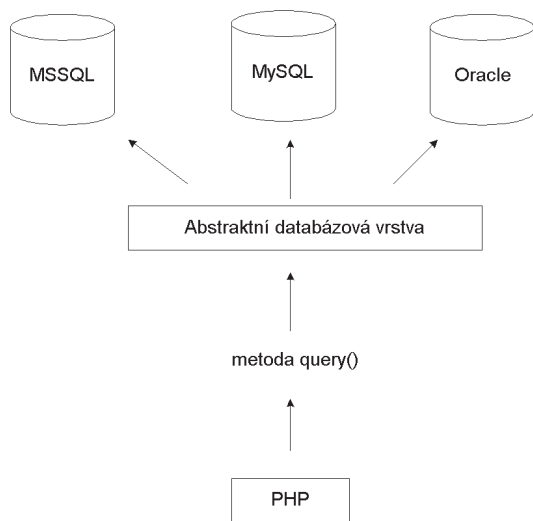 MSSQL
MySQL
Oracle
Abstraktní databázová vrstva
metoda query()
PHP